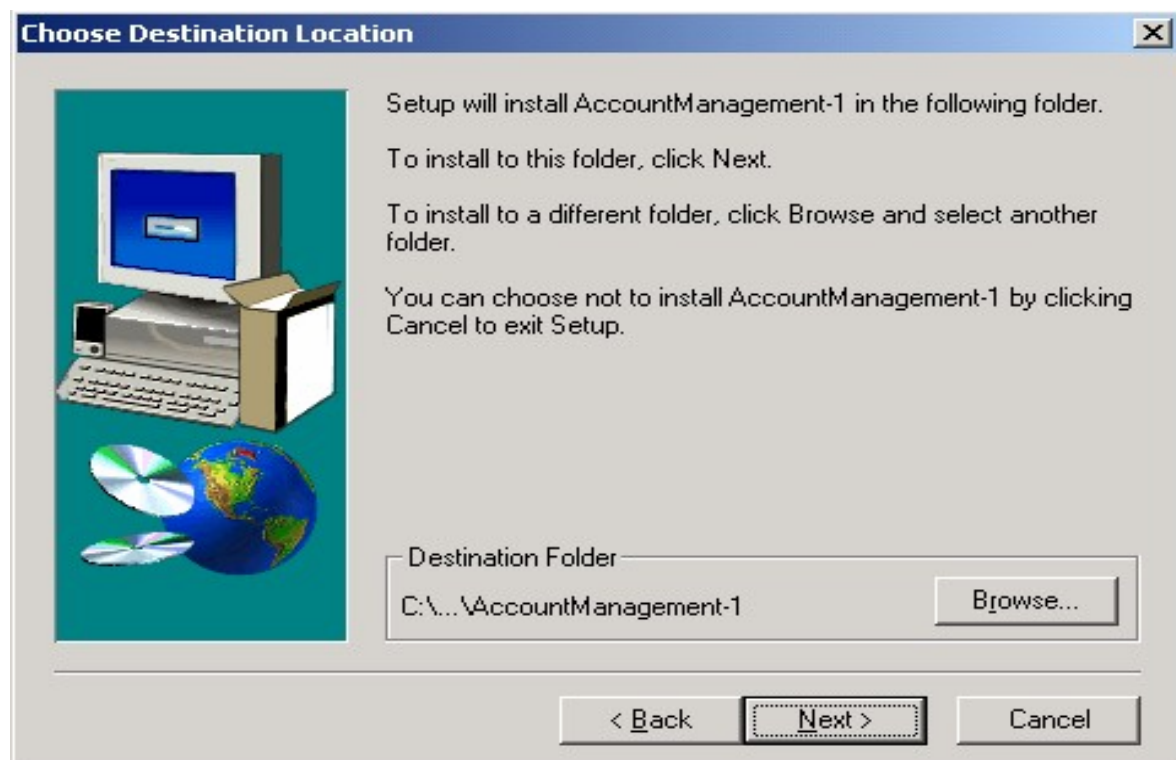 Choose Destination Location
Setup will install AccountManagement-1 in the following folder.
To install to this folder, click Next.
To install to a different folder, click Browse and select another
folder.
You can choose not to install AccountManagement-1 by clicking
Cancel to exit Setup.
Destination Folder
C:\...\AccountManagement-1
Browse...
< Back
Next >
Cancel